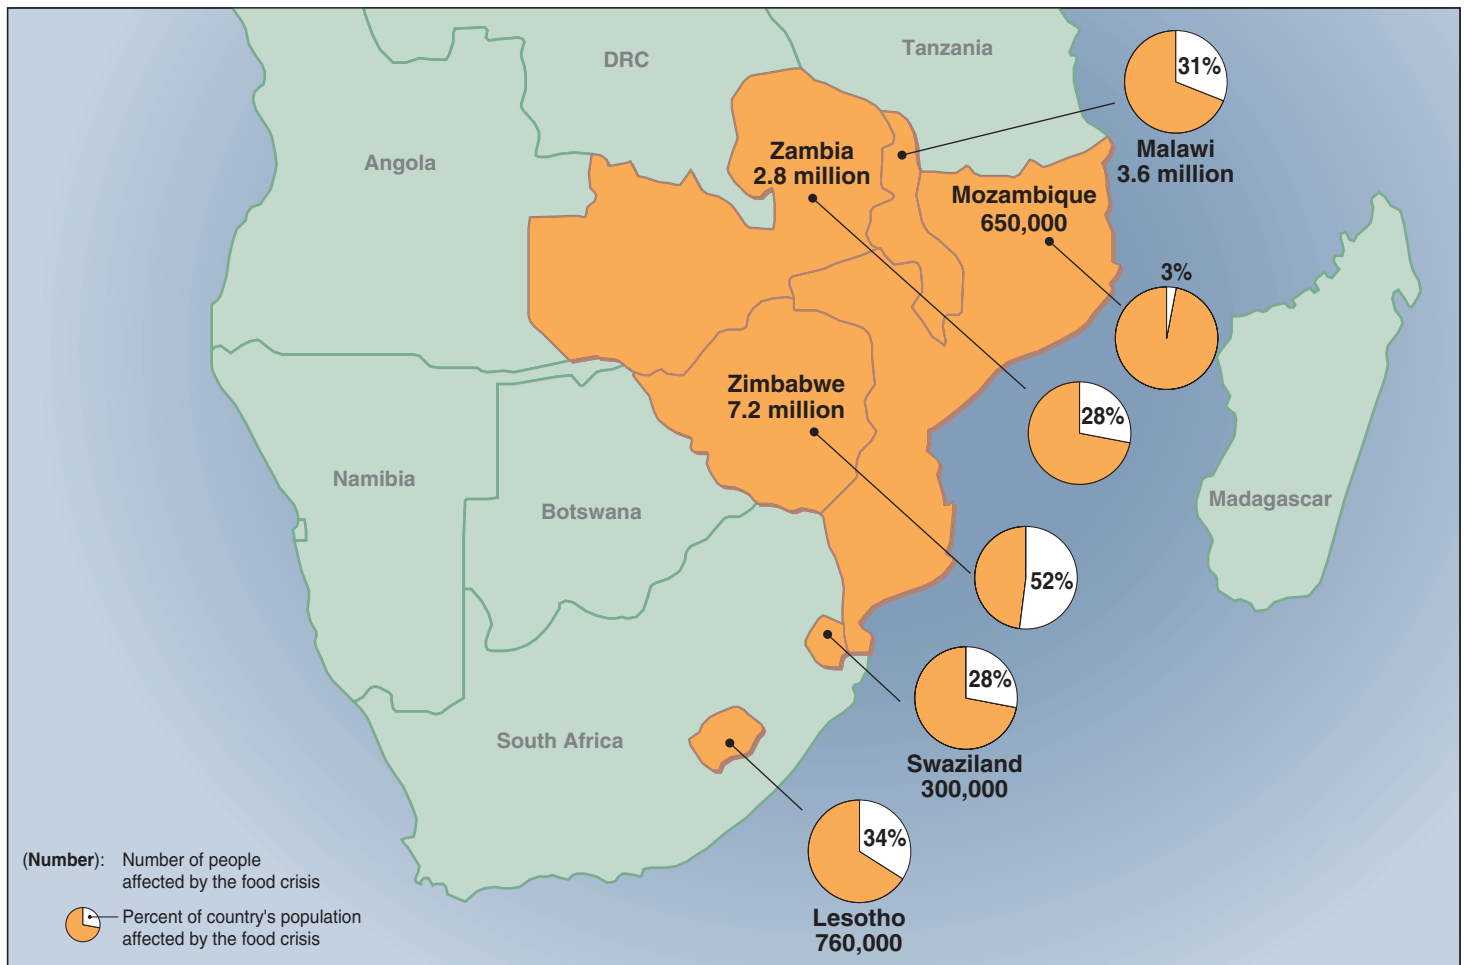 DRC
Tanzania
31%
Malawi
3.6 million
Angola
Zambia
2.8 million
Mozambique
650,000
3%
Zimbabwe
7.2 million
28%
Namibia
Botswana
Madagascar
52%
28%
Swaziland
300,000
South Africa
34%
Lesotho
760,000
(Number): Number of people
affected by the food crisis
Percent of country's population
affected by the food crisis